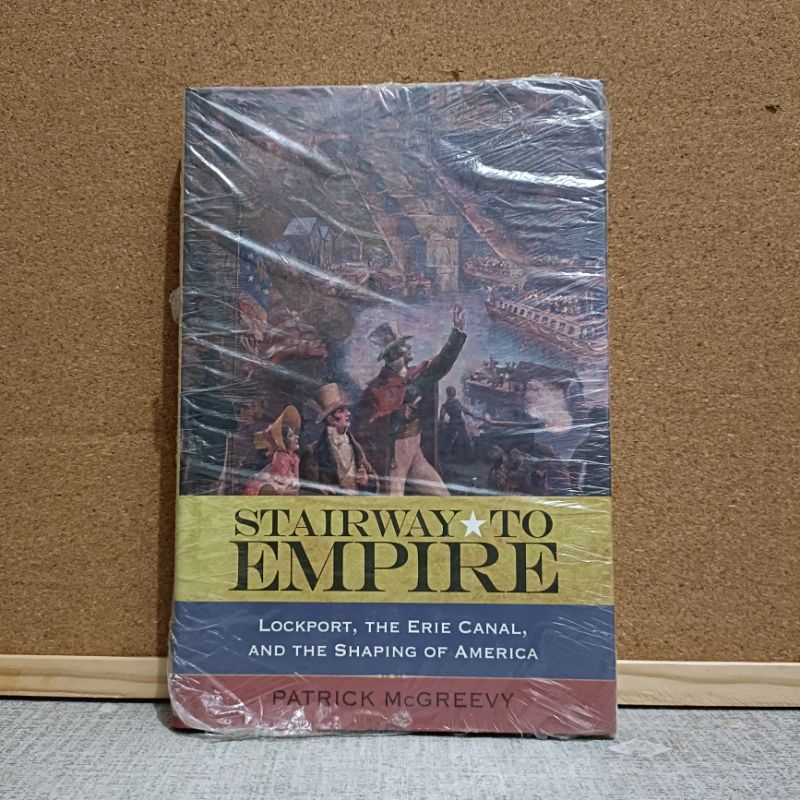 STAIRWAY★TO
EMPIRE
LOCKPORT, THE ERIE CANAL,
AND THE SHAPING OF AMERICA
PATRICK McGREEVY